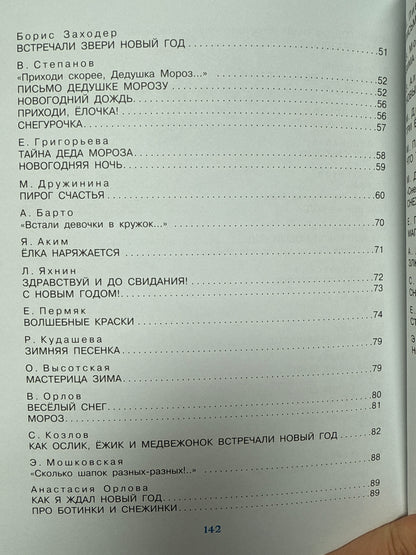 Борис Заходер
ВСТРЕЧАЛИ ЗВЕРИ НОВЫЙ ГОД 51
В. Степанов
«Приходи скорее, Дедушка Мороз...» 52
ПИСЬМО ДЕДУШКЕ МОРОЗУ 52
НОВОГОДНИЙ ДОЖДЬ 56
ПРИХОДИ, ЁЛОЧКА! 56
СНЕГУРОЧКА 57
Е. Григорьева
ТАЙНА ДЕДА МОРОЗА 58
НОВОГОДНЯЯ НОЧЬ 59
М. Дружинина
ПИРОГ СЧАСТЬЯ 60
А. Барто
«Встали девочки в кружок...» 70
Я. Аким
ЁЛКА НАРЯЖАЕТСЯ 71
Л. Яхнин
ЗДРАВСТВУЙ И ДО СВИДАНИЯ! 72
С НОВЫМ ГОДОМ! 73
Е. Пермяк
ВОЛШЕБНЫЕ КРАСКИ 74
Р. Кудашева
ЗИМНЯЯ ПЕСЕНКА 79
О. Высотская
МАСТЕРИЦА ЗИМА 79
В. Орлов
ВЕСЁЛЫЙ СНЕГ 80
МОРОЗ 81
С. Козлов
КАК ОСЛИК, ЁЖИК И МЕДВЕЖОНОК ВСТРЕЧАЛИ НОВЫЙ ГОД 82
Э. Мошковская
«Сколько шапок разных-разных!..» 88
Анастасия Орлова
КАК Я ЖДАЛ НОВЫЙ ГОД 89
ПРО БОТИНКИ И СНЕЖИНКИ 89
142